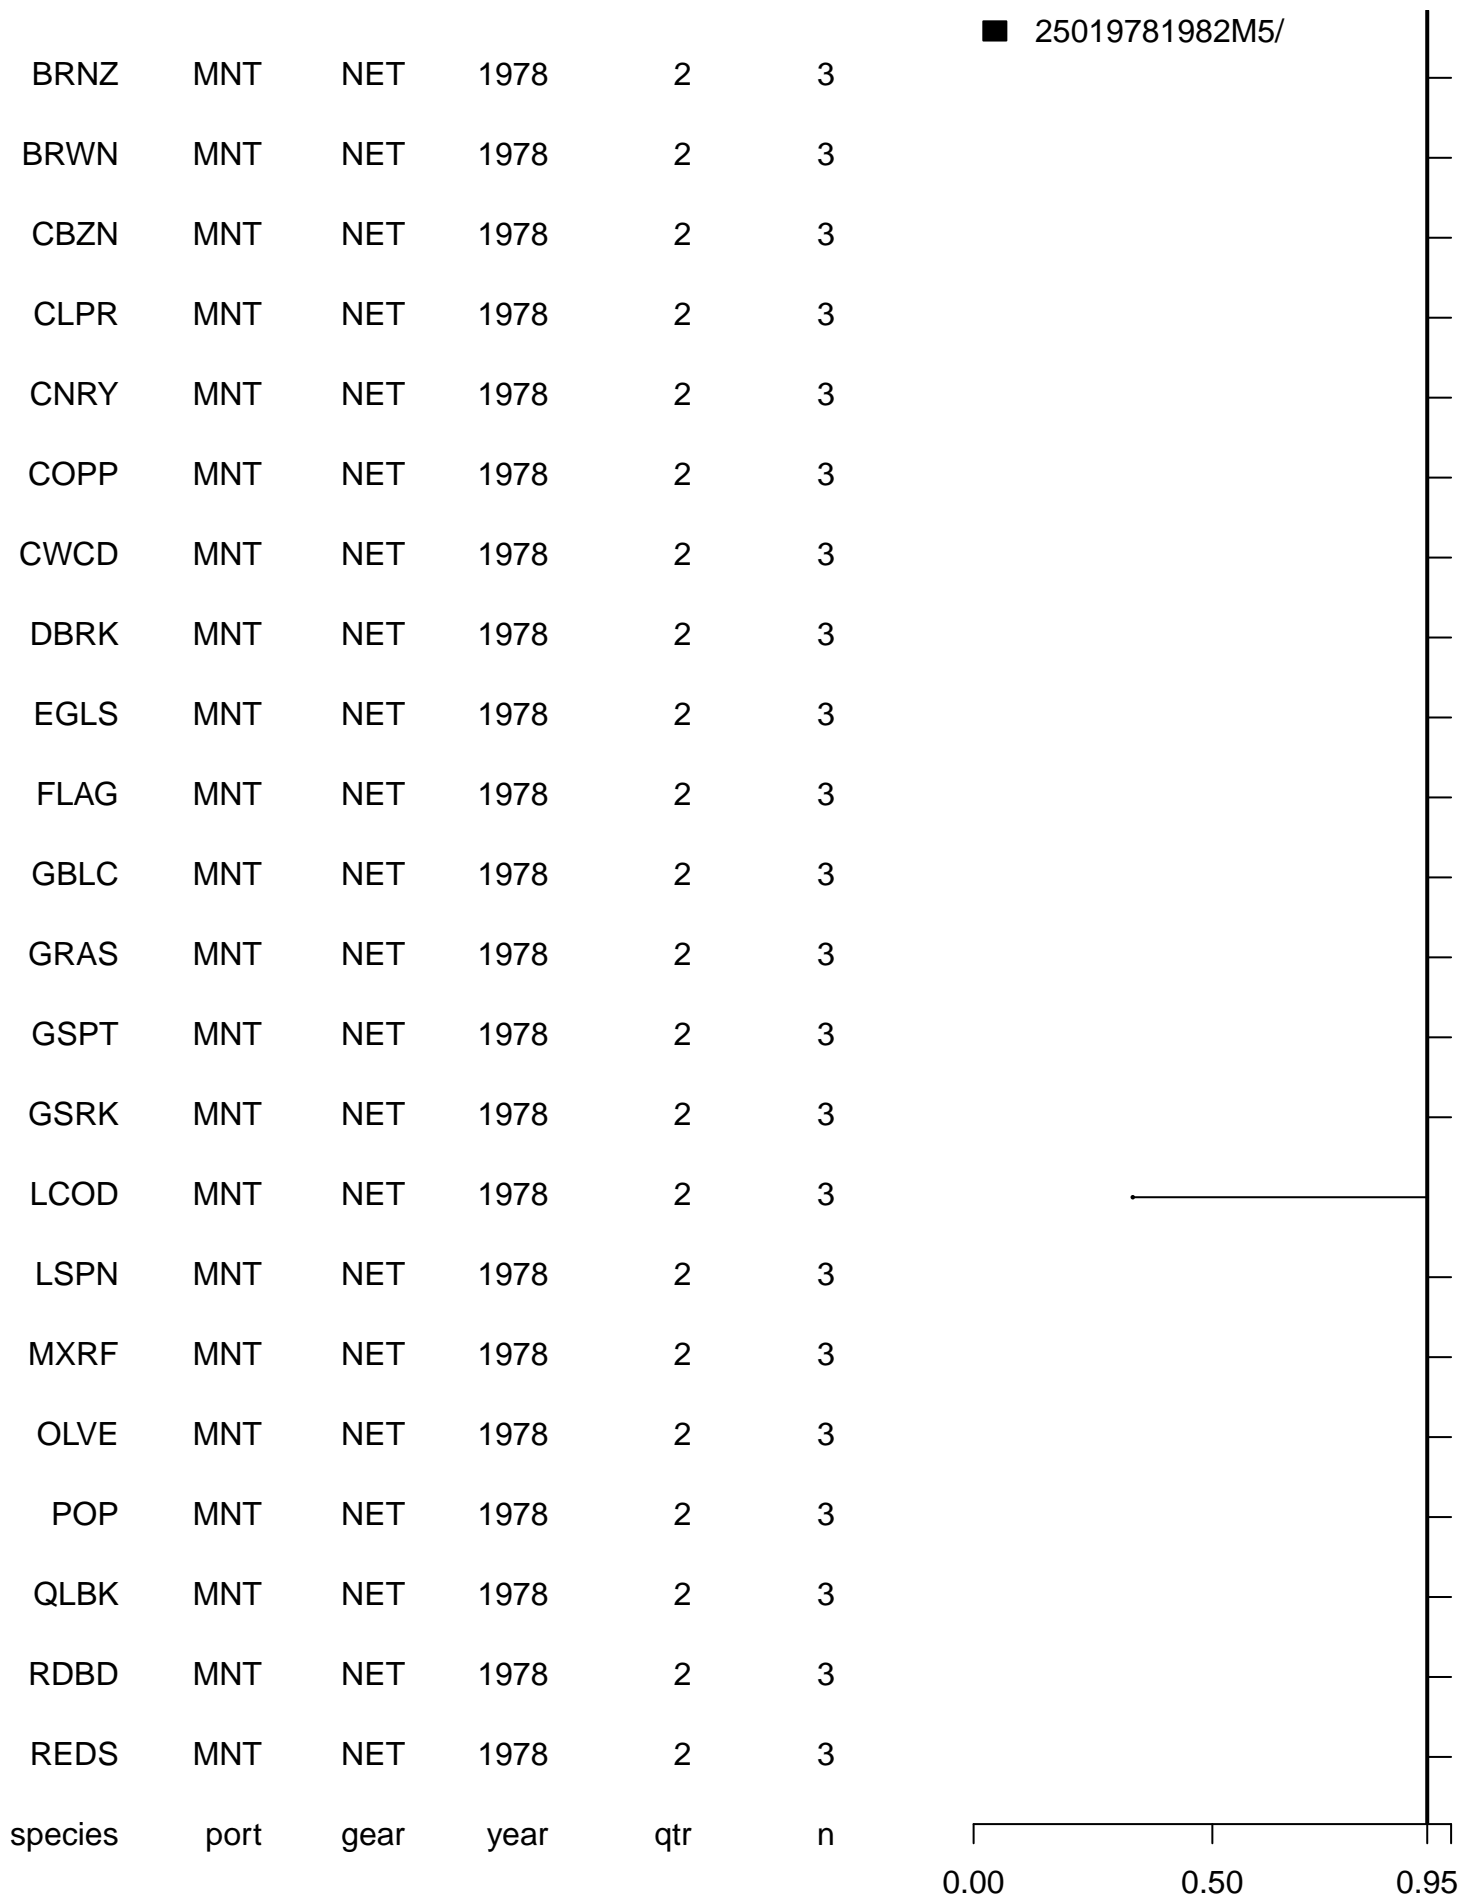 25019781982M5/
BRNZ MNT NET 1978 2 3
BRWN MNT NET 1978 2 3
CBZN MNT NET 1978 2 3
CLPR MNT NET 1978 2 3
CNRY MNT NET 1978 2 3
COPP MNT NET 1978 2 3
CWCD MNT NET 1978 2 3
DBRK MNT NET 1978 2 3
EGLS MNT NET 1978 2 3
FLAG MNT NET 1978 2 3
GBLC MNT NET 1978 2 3
GRAS MNT NET 1978 2 3
GSPT MNT NET 1978 2 3
GSRK MNT NET 1978 2 3
LCOD MNT NET 1978 2 3
LSPN MNT NET 1978 2 3
MXRF MNT NET 1978 2 3
OLVE MNT NET 1978 2 3
POP MNT NET 1978 2 3
QLBK MNT NET 1978 2 3
RDBD MNT NET 1978 2 3
REDS MNT NET 1978 2 3
species port gear year qtr n
0.00 0.50 0.95